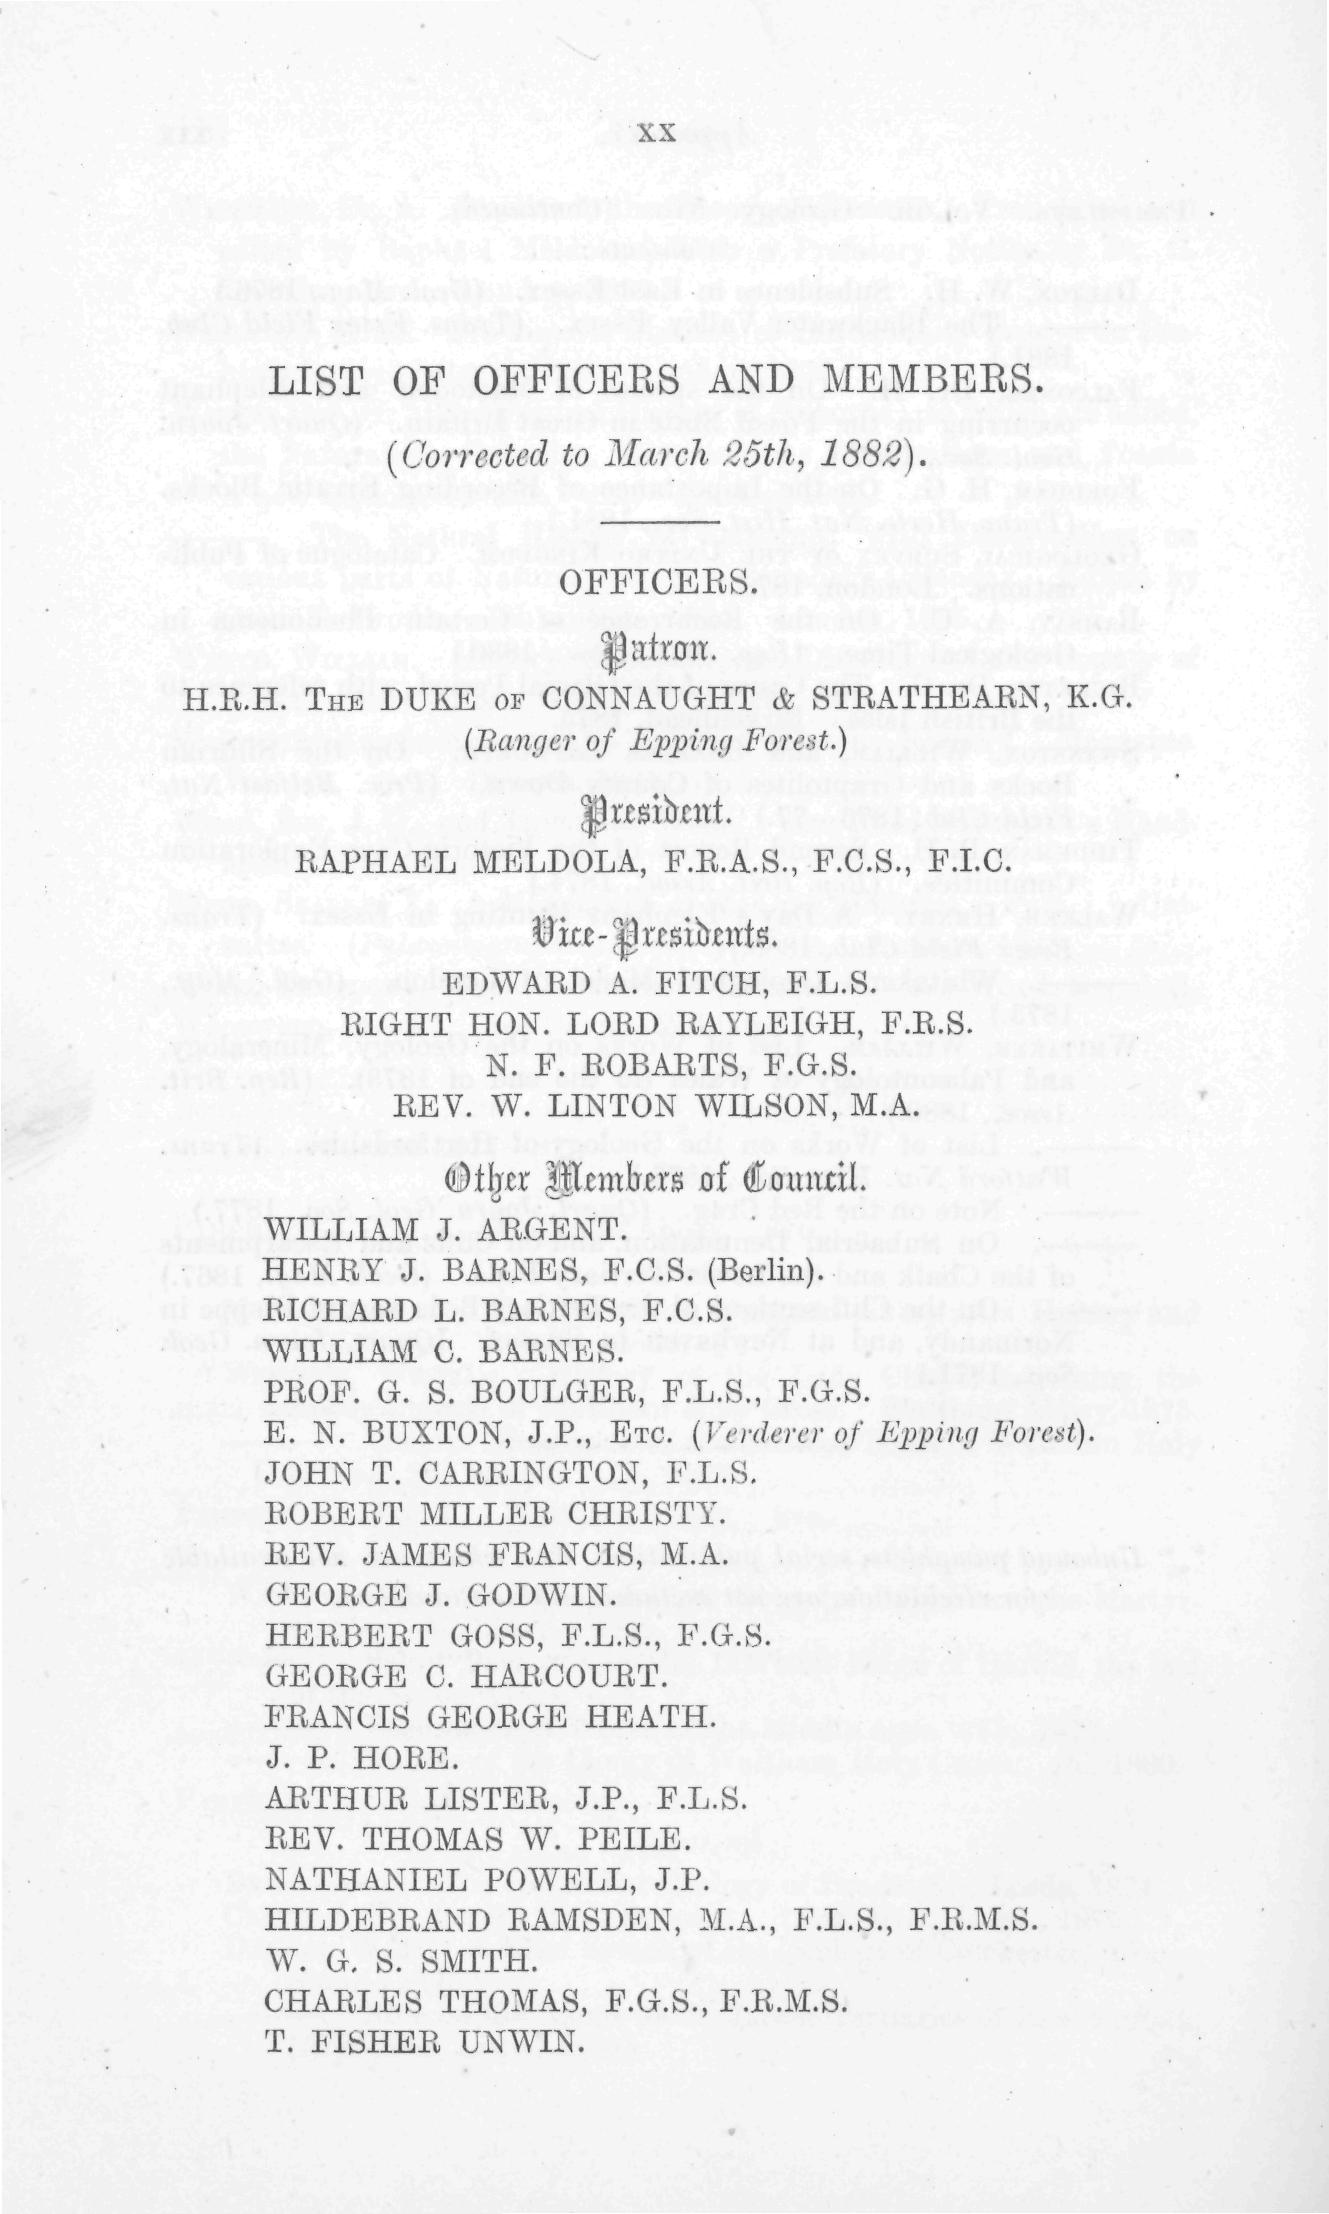 xx
LIST OF OFFICERS AND MEMBERS.
(Corrected to March 25th, 1882).
OFFICERS.
Patron.
H.R.H. THE DUKE OF CONNAUGHT & STRATHEARN, K.G.
(Ranger of Epping Forest.)
President.
RAPHAEL MELDOLA, F.R.A.S., F.C.S., F.I.C.
Vice-Presidents.
EDWARD A. FITCH, F.L.S.
RIGHT HON. LORD RAYLEIGH, F.R.S.
N. F. ROBARTS, F.G.S.
REV. W. LINTON WILSON, M.A.
Other Members of Council.
WILLIAM J. ARGENT.
HENRY J. BARNES, F.C.S. (Berlin).
RICHARD L. BARNES, F.C.S.
WILLIAM C. BARNES.
PROF. G. S. BOULGER, F.L.S., F.G.S.
E. N. BUXTON, J.P., ETC. (Verderer of Epping Forest).
JOHN T. CARRINGTON, F.L.S.
ROBERT MILLER CHRISTY.
REV. JAMES FRANCIS, M.A.
GEORGE J. GODWIN.
HERBERT GOSS, F.L.S., F.G.S.
GEORGE C. HARCOURT.
FRANCIS GEORGE HEATH.
J. P. HORE.
ARTHUR LISTER, J.P., F.L.S.
REV. THOMAS W. PEILE.
NATHANIEL POWELL, J.P.
HILDEBRAND RAMSDEN, M.A., F.L.S., F.R.M.S.
W. G. S. SMITH.
CHARLES THOMAS, F.G.S., F.R.M.S.
T. FISHER UNWIN.